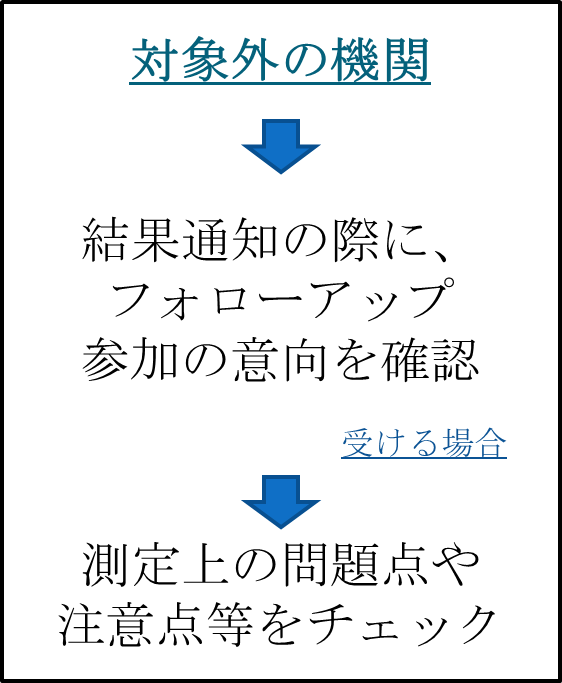 対象外の機関
結果通知の際に、
フォローアップ
参加の意向を確認
受ける場合
測定上の問題点や
注意点等をチェック